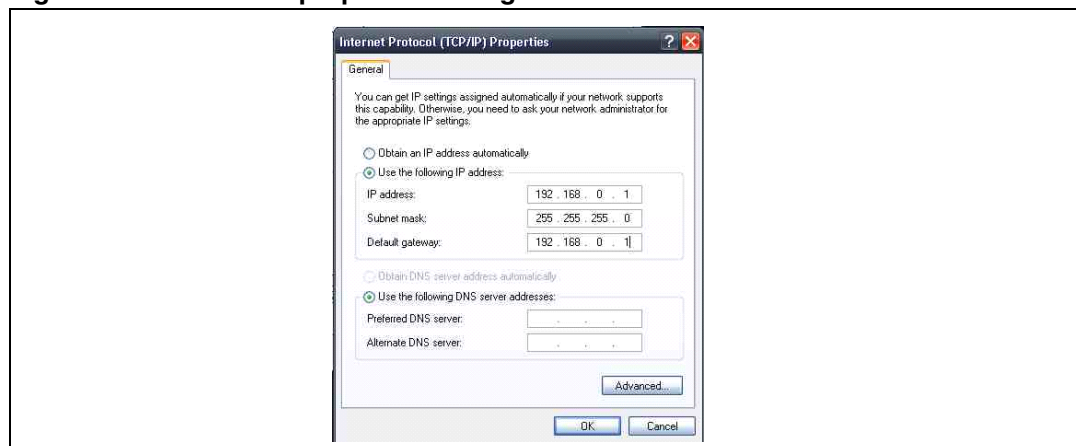 Internet Protocol (TCP/IP) Properties
General
You can get IP settings assigned automatically if your network supports
this capability. Otherwise, you need to ask your network administrator for
the appropriate IP settings.
Obtain an IP address automatically
Use the following IP address:
IP address: 192 . 168 . 0 . 1
Subnet mask: 255 . 255 . 255 . 0
Default gateway: 192 . 168 . 0 . 1
Obtain DNS server address automatically
Use the following DNS server addresses:
Preferred DNS server: . . .
Alternate DNS server: . . .
Advanced...
OK Cancel